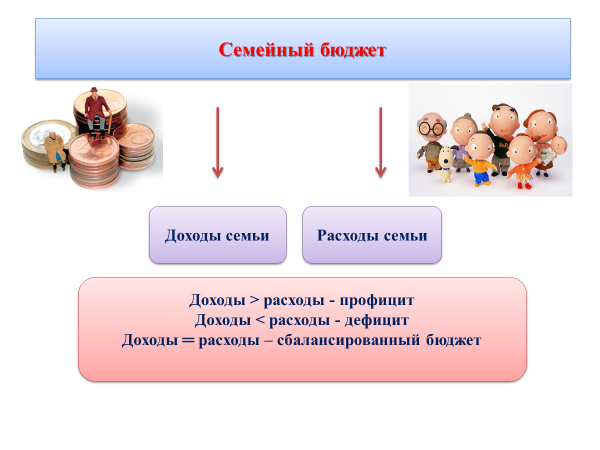 Семейный бюджет
Доходы семьи
Расходы семьи
Доходы > расходы - профицит
Доходы < расходы - дефицит
Доходы = расходы – сбалансированный бюджет